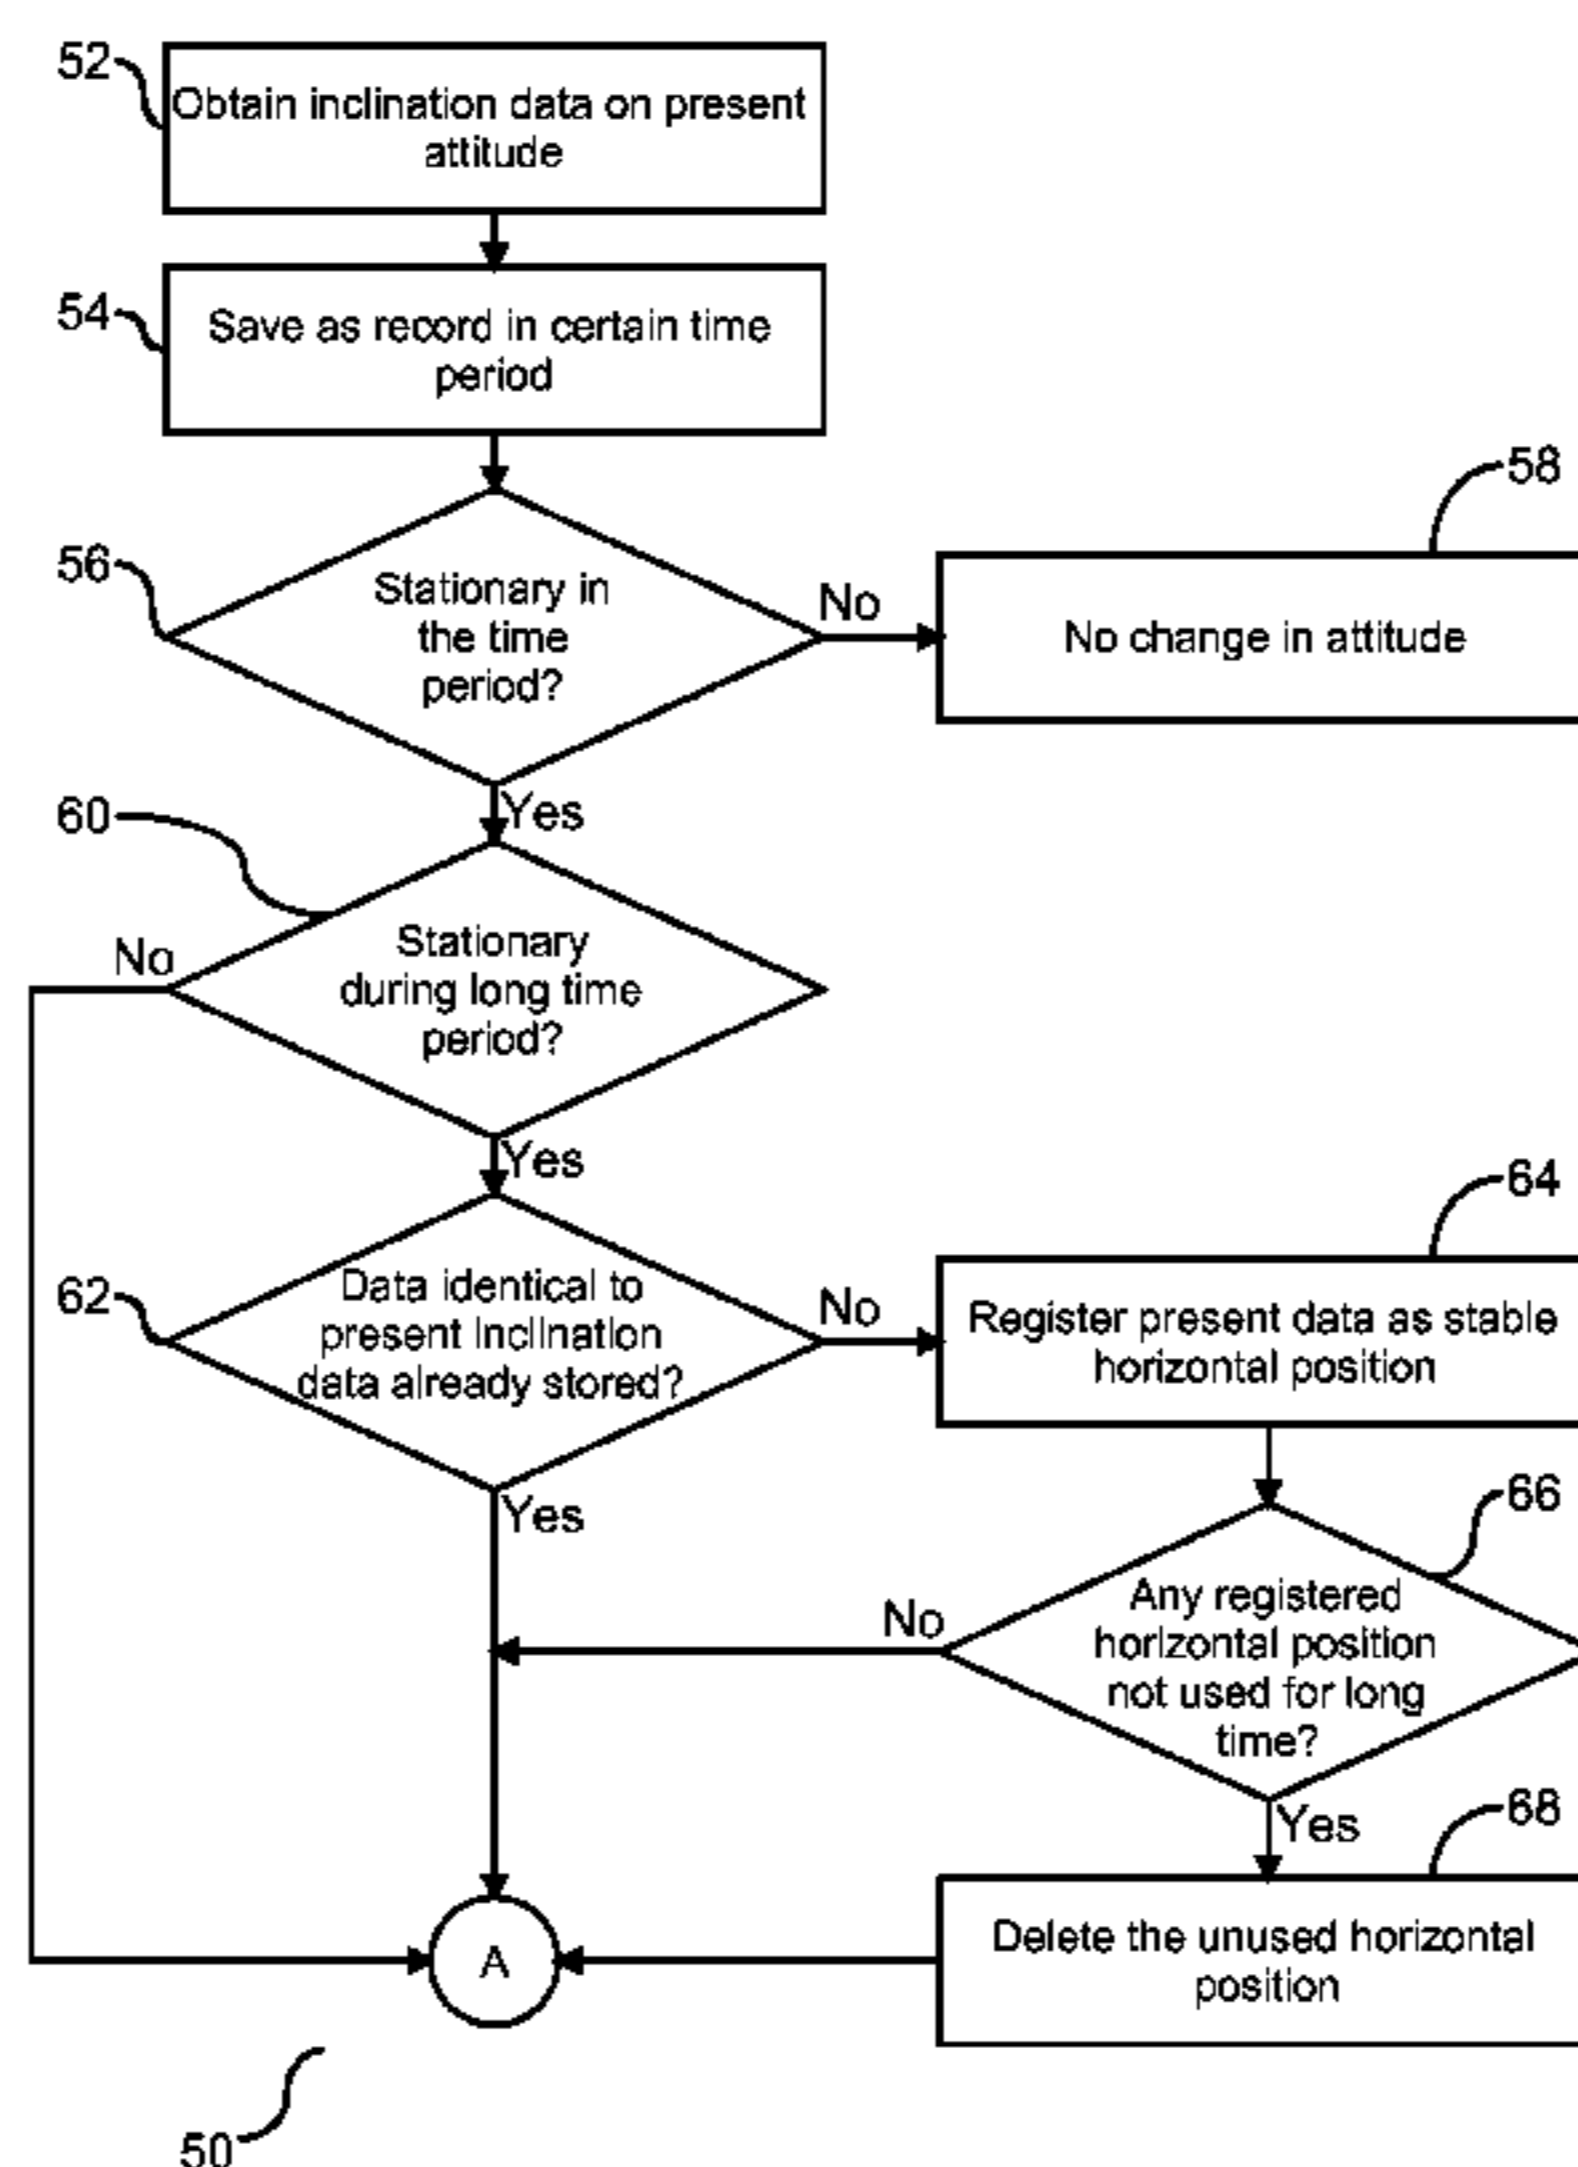 52
Obtain inclination data on present
attitude
54
Save as record in certain time
period
56
Stationary in
the time
period?
No
58
No change in attitude
Yes
60
No
Stationary
during long time
period?
Yes
62
Data identical to
present inclination
data already stored?
No
64
Register present data as stable
horizontal position
Yes
66
No
Any registered
horizontal position
not used for long
time?
Yes
68
Delete the unused horizontal
position
A
50